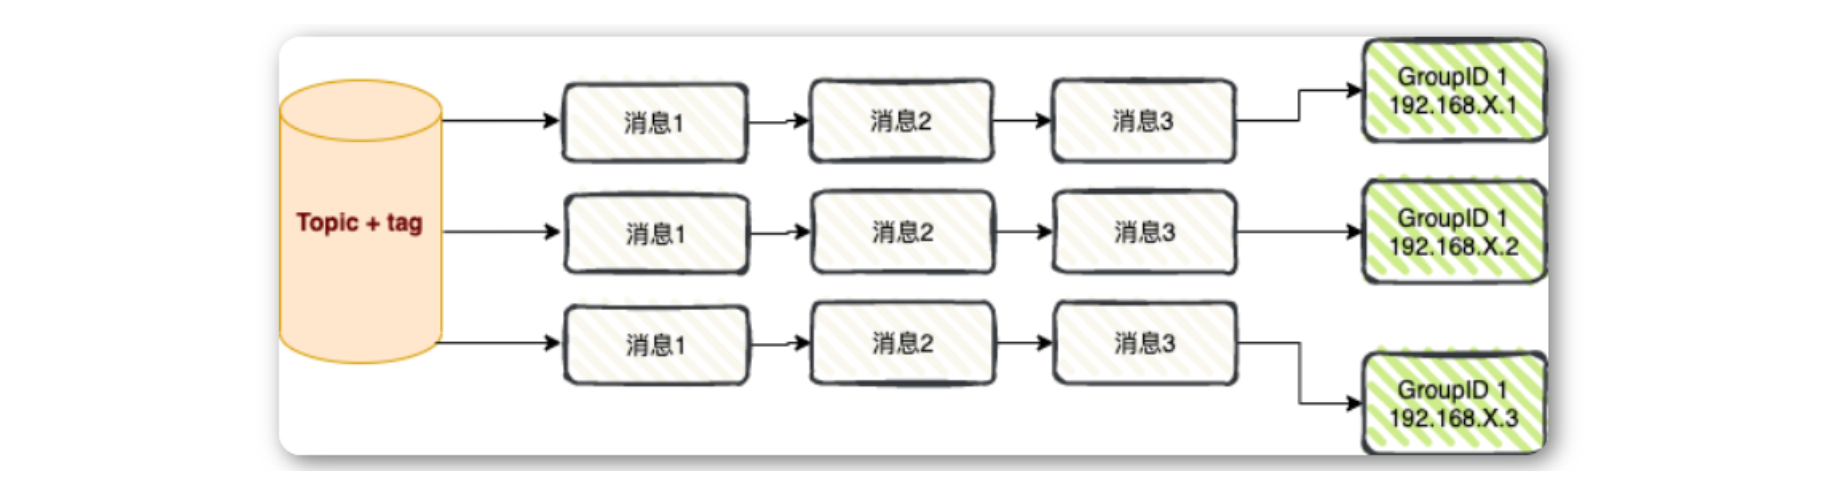 Topic + tag
消息1
消息2
消息3
GroupID 1
192.168.X.1
消息1
消息2
消息3
GroupID 1
192.168.X.2
消息1
消息2
消息3
GroupID 1
192.168.X.3